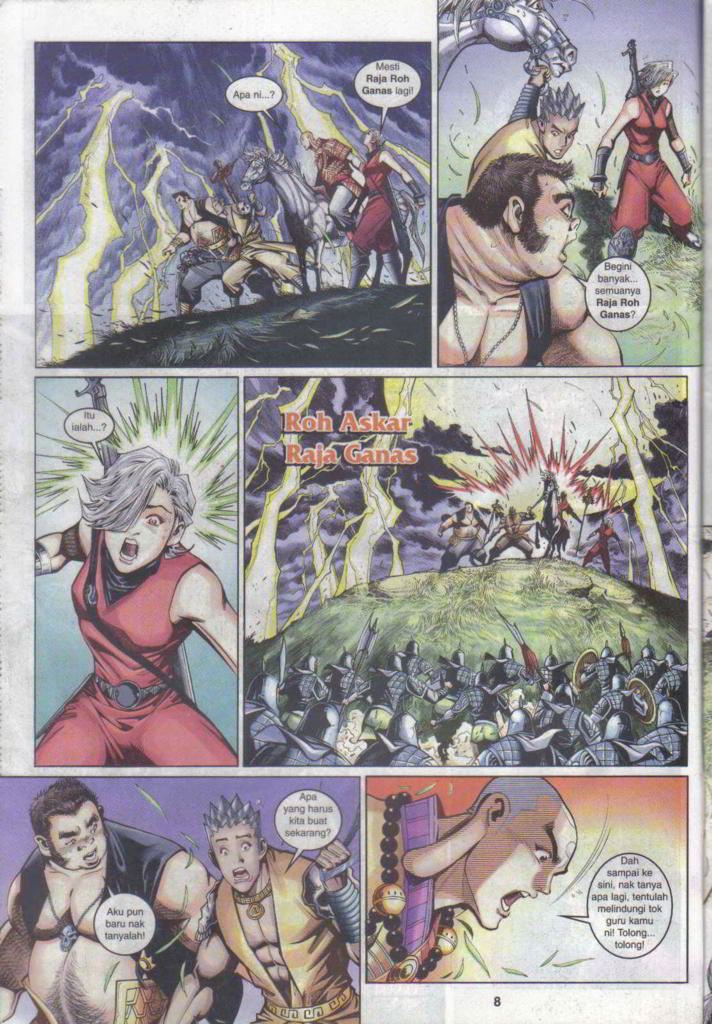 Apa ni...?
Mesti
Raja Roh
Ganas lagi!
Begini
banyak...
semuanya
Raja Roh
Ganas?
Itu
ialah...?
Roh Askar
Raja Ganas
Aku pun
baru nak
tanyalah!
Apa
yang harus
kita buat
sekarang?
Dah
sampai ke
sini, nak tanya
apa lagi, tentulah
melindungi tok
guru kamu
ni! Tolong...
tolong!
8